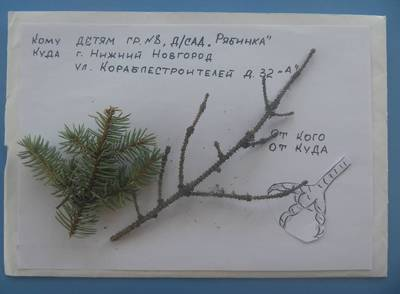 Кому детям гр. №8, д/сад „Рябинка"
Куда г. Нижний Новгород
ул. Кораблестроителей д. 32 „А"
От кого
От куда